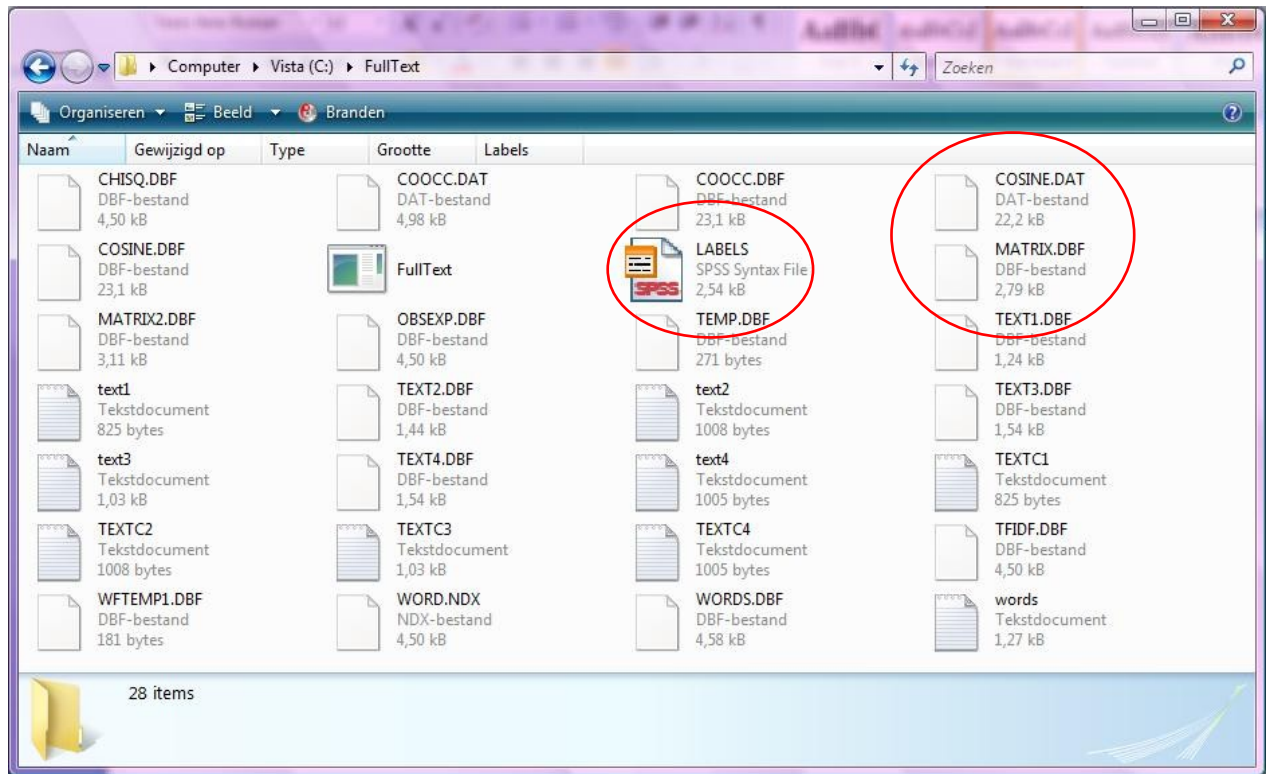 Computer ▸ Vista (C:) ▸ FullText
Zoeken
Organiseren Beeld Branden
Naam Gewijzigd op Type Grootte Labels
CHISQ.DBF
DBF-bestand
4,50 kB
COOCC.DAT
DAT-bestand
4,98 kB
COOCC.DBF
DBF-bestand
23,1 kB
COSINE.DAT
DAT-bestand
22,2 kB
COSINE.DBF
DBF-bestand
23,1 kB
FullText
SPSS
LABELS
SPSS Syntax File
2,54 kB
MATRIX.DBF
DBF-bestand
2,79 kB
MATRIX2.DBF
DBF-bestand
3,11 kB
OBSEXP.DBF
DBF-bestand
4,50 kB
TEMP.DBF
DBF-bestand
271 bytes
TEXT1.DBF
DBF-bestand
1,24 kB
text1
Tekstdocument
825 bytes
TEXT2.DBF
DBF-bestand
1,44 kB
text2
Tekstdocument
1008 bytes
TEXT3.DBF
DBF-bestand
1,54 kB
text3
Tekstdocument
1,03 kB
TEXT4.DBF
DBF-bestand
1,54 kB
text4
Tekstdocument
1005 bytes
TEXTC1
Tekstdocument
825 bytes
TEXTC2
Tekstdocument
1008 bytes
TEXTC3
Tekstdocument
1,03 kB
TEXTC4
Tekstdocument
1005 bytes
TFIDF.DBF
DBF-bestand
4,50 kB
WFTEMP1.DBF
DBF-bestand
181 bytes
WORD.NDX
NDX-bestand
4,50 kB
WORDS.DBF
DBF-bestand
4,58 kB
words
Tekstdocument
1,27 kB
28 items